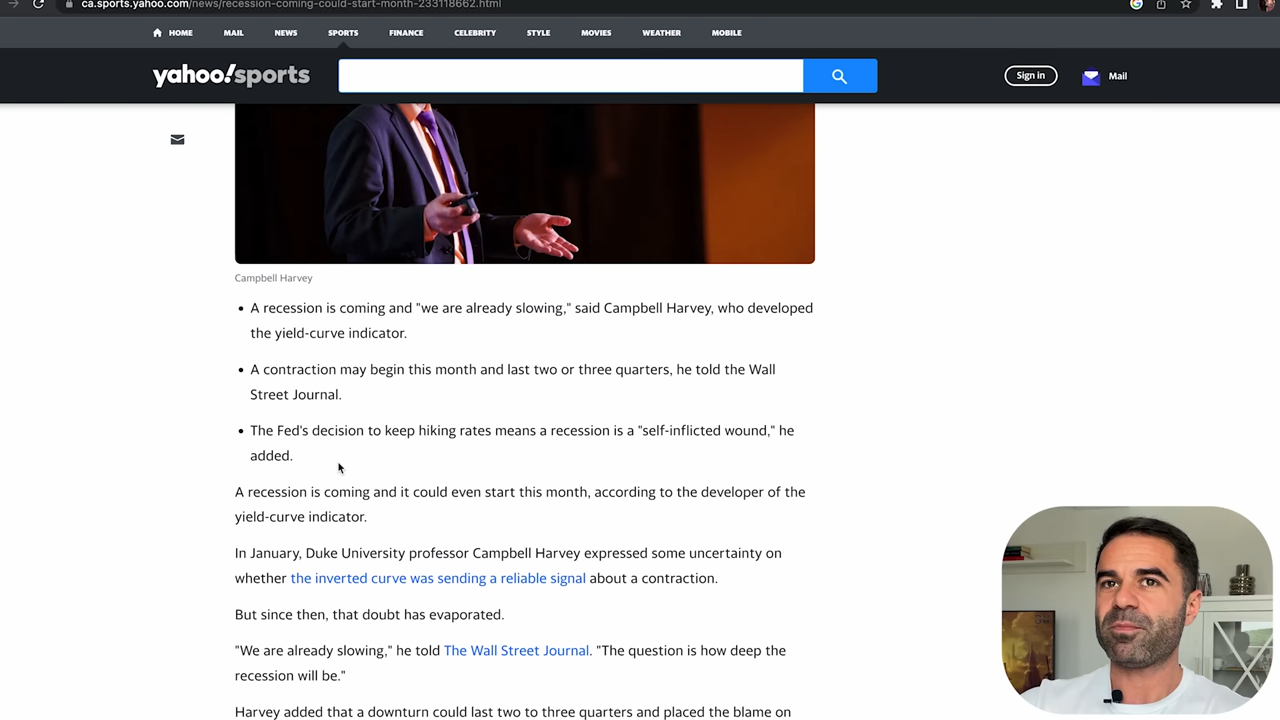 ca.sports.yahoo.com/news/recession-coming-could-start-month-233118662.html
HOME MAIL NEWS SPORTS FINANCE CELEBRITY STYLE MOVIES WEATHER MOBILE
yahoo!sports Sign in Mail
Campbell Harvey
• A recession is coming and "we are already slowing," said Campbell Harvey, who developed
the yield-curve indicator.
• A contraction may begin this month and last two or three quarters, he told the Wall
Street Journal.
• The Fed's decision to keep hiking rates means a recession is a "self-inflicted wound," he
added.
A recession is coming and it could even start this month, according to the developer of the
yield-curve indicator.
In January, Duke University professor Campbell Harvey expressed some uncertainty on
whether the inverted curve was sending a reliable signal about a contraction.
But since then, that doubt has evaporated.
"We are already slowing," he told The Wall Street Journal. "The question is how deep the
recession will be."
Harvey added that a downturn could last two to three quarters and placed the blame on